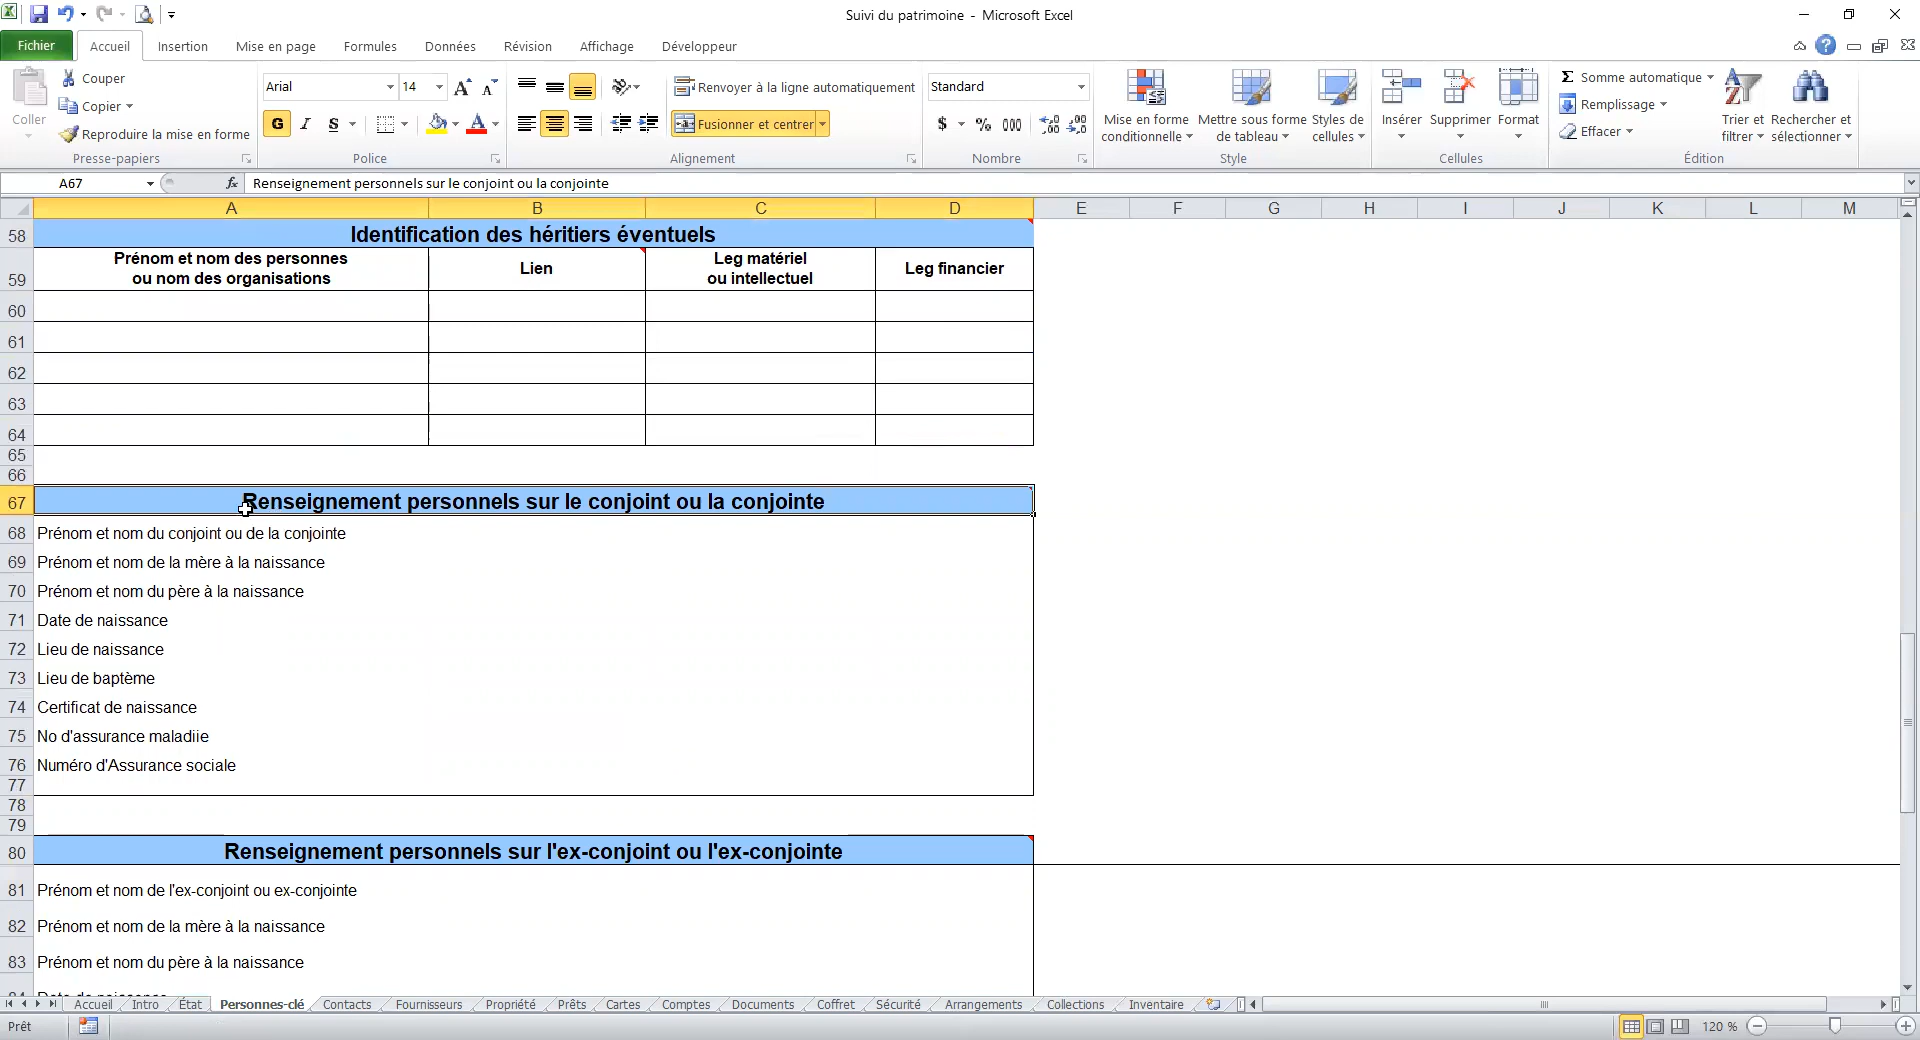 Suivi du patrimoine - Microsoft Excel
Fichier Accueil Insertion Mise en page Formules Données Révision Affichage Développeur
Coller
Couper
Copier
Reproduire la mise en forme
Presse-papiers
Arial 14
G I S
Police
Renvoyer à la ligne automatiquement
Fusionner et centrer
Alignement
Standard
$ % 000
Nombre
Mise en forme conditionnelle
Mettre sous forme de tableau
Styles de cellules
Style
Insérer Supprimer Format
Cellules
Somme automatique
Remplissage
Effacer
Trier et filtrer
Rechercher et sélectionner
Édition
A67 fx Renseignement personnels sur le conjoint ou la conjointe
A B C D E F G H I J K L M
58 Identification des héritiers éventuels
59 Prénom et nom des personnes ou nom des organisations Lien Leg matériel ou intellectuel Leg financier
60
61
62
63
64
65
66
67 Renseignement personnels sur le conjoint ou la conjointe
68 Prénom et nom du conjoint ou de la conjointe
69 Prénom et nom de la mère à la naissance
70 Prénom et nom du père à la naissance
71 Date de naissance
72 Lieu de naissance
73 Lieu de baptème
74 Certificat de naissance
75 No d'assurance maladiie
76 Numéro d'Assurance sociale
77
78
79
80 Renseignement personnels sur l'ex-conjoint ou l'ex-conjointe
81 Prénom et nom de l'ex-conjoint ou ex-conjointe
82 Prénom et nom de la mère à la naissance
83 Prénom et nom du père à la naissance
Accueil Intro État Personnes-clé Contacts Fournisseurs Propriété Prêts Cartes Comptes Documents Coffret Sécurité Arrangements Collections Inventaire
Prêt 120 %